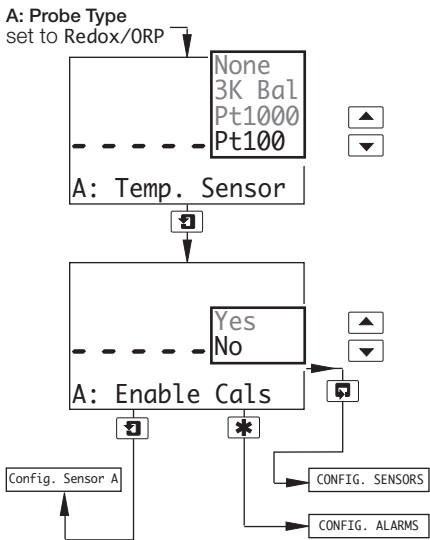 A: Probe Type
set to Redox/ORP
None
3K Bal
Pt1000
Pt100
- - - - -
A: Temp. Sensor
Yes
No
- - - - -
A: Enable Cals
Config. Sensor A
CONFIG. SENSORS
CONFIG. ALARMS